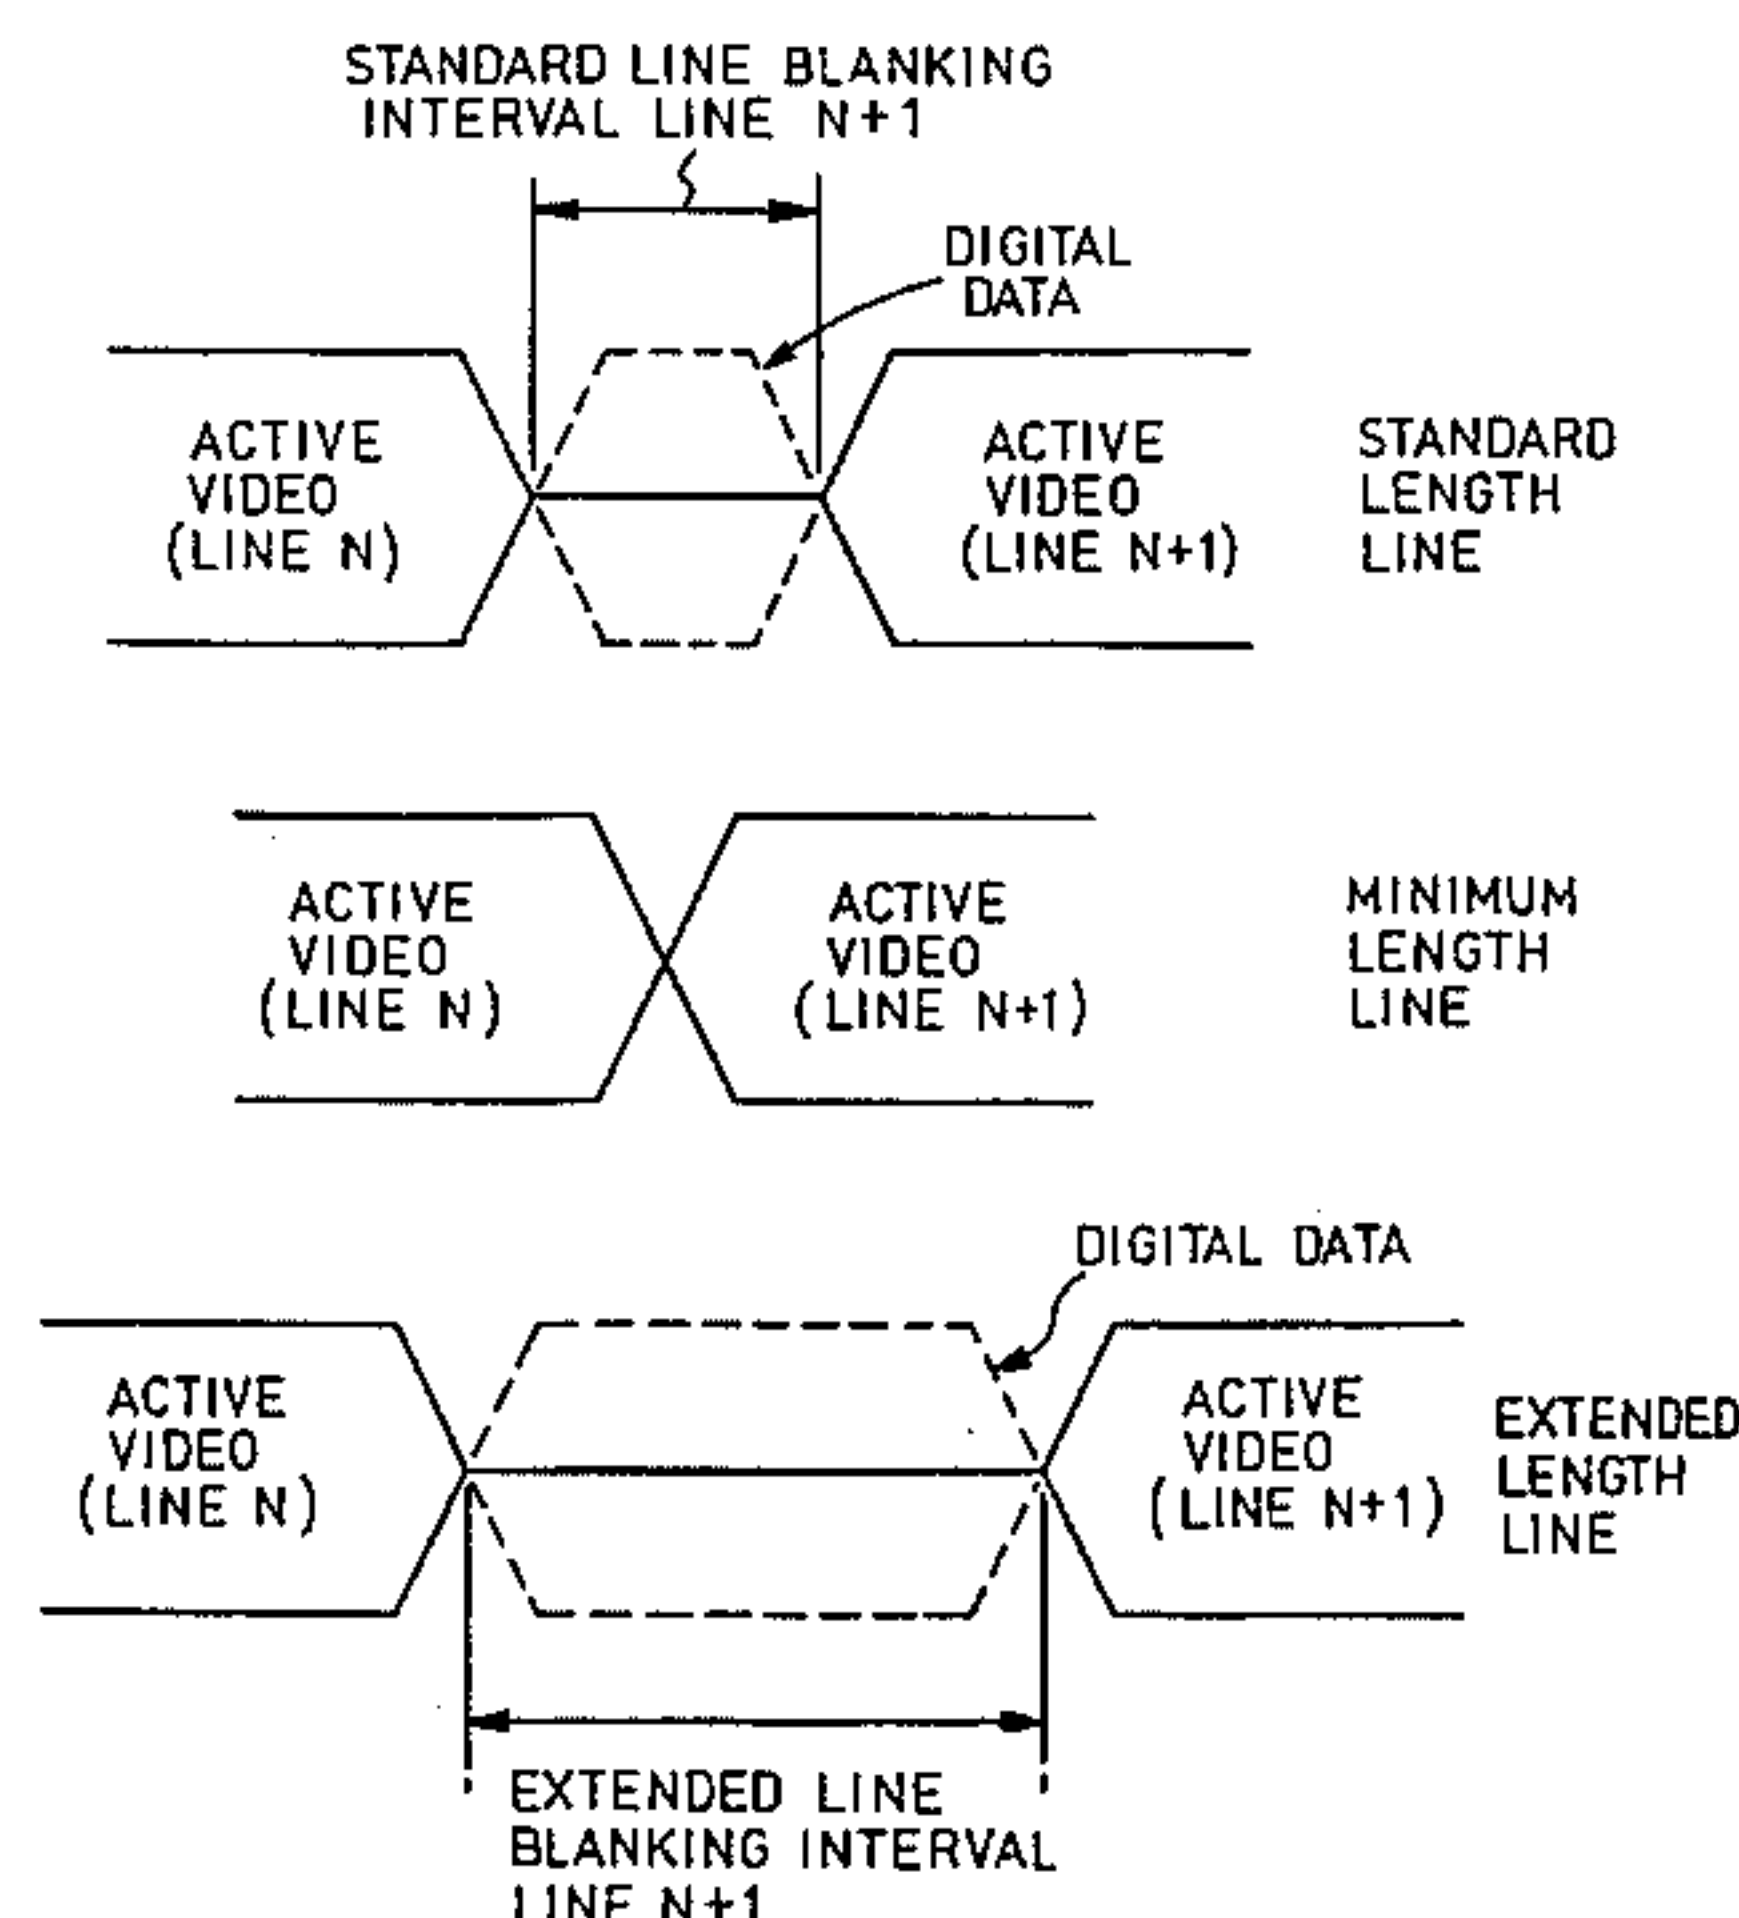 STANDARD LINE BLANKING
INTERVAL LINE N+1
DIGITAL
DATA
ACTIVE
VIDEO
(LINE N)
ACTIVE
VIDEO
(LINE N+1)
STANDARD
LENGTH
LINE
ACTIVE
VIDEO
(LINE N)
ACTIVE
VIDEO
(LINE N+1)
MINIMUM
LENGTH
LINE
DIGITAL DATA
ACTIVE
VIDEO
(LINE N)
ACTIVE
VIDEO
(LINE N+1)
EXTENDED
LENGTH
LINE
EXTENDED LINE
BLANKING INTERVAL
LINE N+1